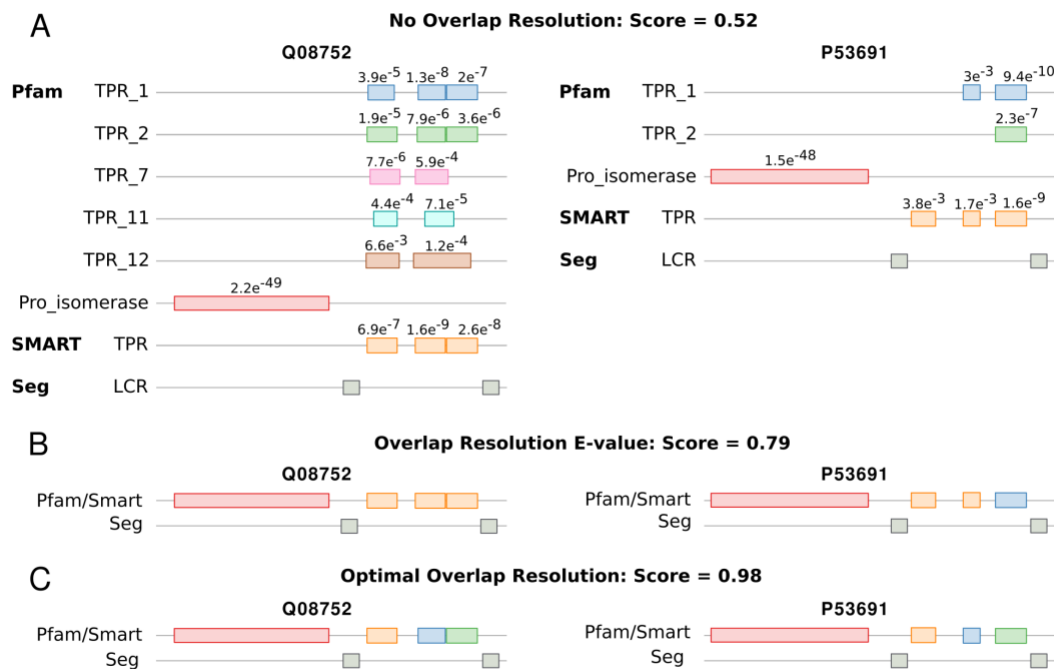 A
No Overlap Resolution: Score = 0.52
Q08752
Pfam TPR_1 3.9e-5 1.3e-8 2e-7
TPR_2 1.9e-5 7.9e-6 3.6e-6
TPR_7 7.7e-6 5.9e-4
TPR_11 4.4e-4 7.1e-5
TPR_12 6.6e-3 1.2e-4
Pro_isomerase 2.2e-49
SMART TPR 6.9e-7 1.6e-9 2.6e-8
Seg LCR
P53691
Pfam TPR_1 3e-3 9.4e-10
TPR_2 2.3e-7
Pro_isomerase 1.5e-48
SMART TPR 3.8e-3 1.7e-3 1.6e-9
Seg LCR
B
Overlap Resolution E-value: Score = 0.79
Q08752
Pfam/Smart
Seg
P53691
Pfam/Smart
Seg
C
Optimal Overlap Resolution: Score = 0.98
Q08752
Pfam/Smart
Seg
P53691
Pfam/Smart
Seg